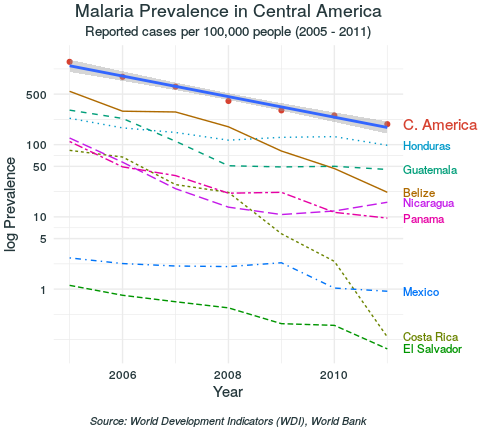 Malaria Prevalence in Central America
Reported cases per 100,000 people (2005 - 2011)
log Prevalence
500
100
50
10
5
1
C. America
Honduras
Guatemala
Belize
Nicaragua
Panama
Mexico
Costa Rica
El Salvador
2006
2008
2010
Year
Source: World Development Indicators (WDI), World Bank